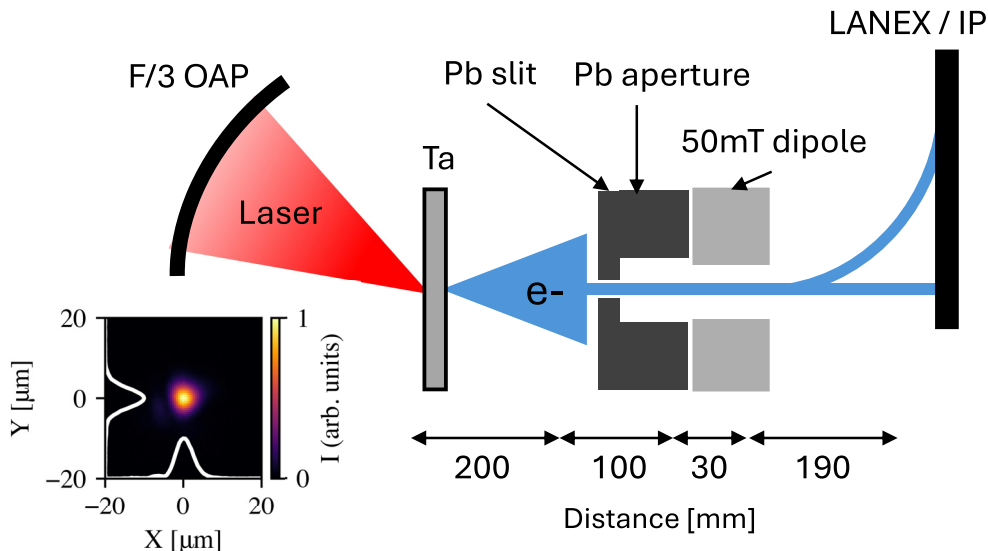 LANEX / IP
F/3 OAP
Pb slit
Pb aperture
50mT dipole
Ta
Laser
e-
20
0
−20
Y [μm]
−20
0
20
X [μm]
1
0
I (arb. units)
200
100
30
190
Distance [mm]